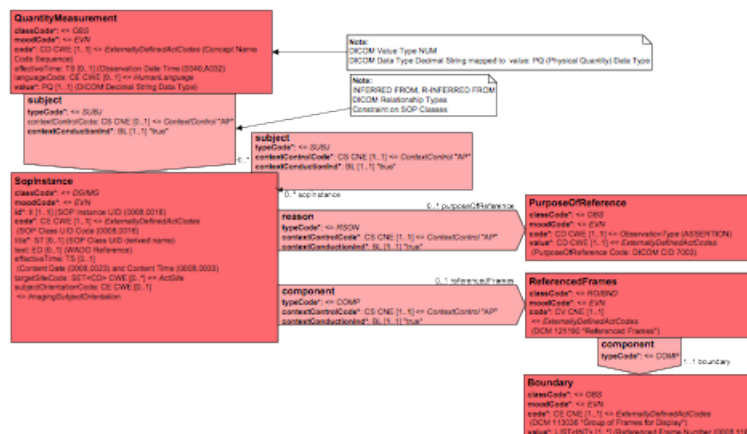 QuantityMeasurement
classCode*: <= OBS
moodCode*: <= EVN
code*: CD CWE [1..1] <= ExternallyDefinedActCodes (Concept Name
Code Sequence)
effectiveTime: TS [0..1] (Observation Date Time (0040,A032)
languageCode: CE CWE [0..1] <= HumanLanguage
value*: PQ [1..1] (DICOM Decimal String Data Type)
Note:
DICOM Value Type NUM
DICOM Data Type Decimal String mapped to value: PQ (Physical Quantity) Data Type
Note:
INFERRED FROM, R-INFERRED FROM
DICOM Relationship Types
Constraint on SOP Classes
subject
typeCode*: <= SUBJ
contextControlCode: CS CNE [0..1] <= ContextControl "AP"
contextConductionInd: BL [1..1] "true"
0..*
subject
typeCode*: <= SUBJ
contextControlCode*: CS CNE [1..1] <= ContextControl "AP"
contextConductionInd*: BL [1..1] "true"
0..* sopInstance
SopInstance
classCode*: <= DGIMG
moodCode*: <= EVN
id*: II [1..1] (SOP Instance UID (0008,0018)
code*: CE CWE [1..1] <= ExternallyDefinedActCodes
(SOP Class UID Code (0008,0016)
title*: ST [0..1] (SOP Class UID derived name)
text: ED [0..1] (WADO Reference)
effectiveTime: TS [0..1]
(Content Date (0008,0023) and Content Time (0008,0033)
targetSiteCode: SET<CD> CWE [0..*] <= ActSite
subjectOrientationCode: CE CWE [0..1]
<= ImagingSubjectOrientation
0..1 purposeOfReference
reason
typeCode*: <= RSON
contextControlCode*: CS CNE [1..1] <= ContextControl "AP"
contextConductionInd*: BL [1..1] "true"
PurposeOfReference
classCode*: <= OBS
moodCode*: <= EVN
code*: CD CWE [1..1] <= ObservationType (ASSERTION)
value*: CD CWE [1..1] <= ExternallyDefinedActCodes
(PurposeOfReference Code: DICOM CID 7003)
0..1 referencedFrames
component
typeCode*: <= COMP
contextControlCode*: CS CNE [1..1] <= ContextControl "AP"
contextConductionInd*: BL [1..1] "true"
ReferencedFrames
classCode*: <= ROIBND
moodCode*: <= EVN
code*: CV CNE [1..1]
<= ExternallyDefinedActCodes
(DCM 121190 "Referenced Frames")
component
typeCode*: <= COMP
1..1 boundary
Boundary
classCode*: <= OBS
moodCode*: <= EVN
code*: CE CNE [1..1] <= ExternallyDefinedActCodes
(DCM 113036 "Group of Frames for Display")